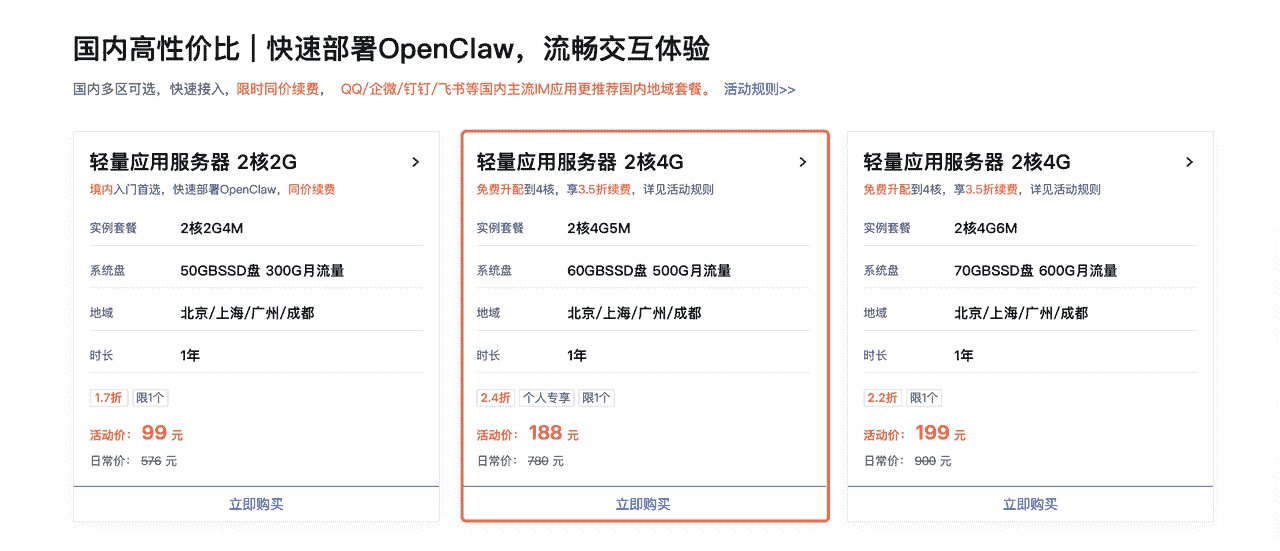 国内高性价比 | 快速部署OpenClaw，流畅交互体验
国内多区可选，快速接入，限时同价续费， QQ/企微/钉钉/飞书等国内主流IM应用更推荐国内地域套餐。 活动规则>>
轻量应用服务器 2核2G
境内入门首选，快速部署OpenClaw，同价续费
实例套餐 2核2G4M
系统盘 50GBSSD盘 300G月流量
地域 北京/上海/广州/成都
时长 1年
1.7折 限1个
活动价： 99 元
日常价： 576 元
立即购买
轻量应用服务器 2核4G
免费升配到4核，享3.5折续费，详见活动规则
实例套餐 2核4G5M
系统盘 60GBSSD盘 500G月流量
地域 北京/上海/广州/成都
时长 1年
2.4折 个人专享 限1个
活动价： 188 元
日常价： 780 元
立即购买
轻量应用服务器 2核4G
免费升配到4核，享3.5折续费，详见活动规则
实例套餐 2核4G6M
系统盘 70GBSSD盘 600G月流量
地域 北京/上海/广州/成都
时长 1年
2.2折 限1个
活动价： 199 元
日常价： 900 元
立即购买